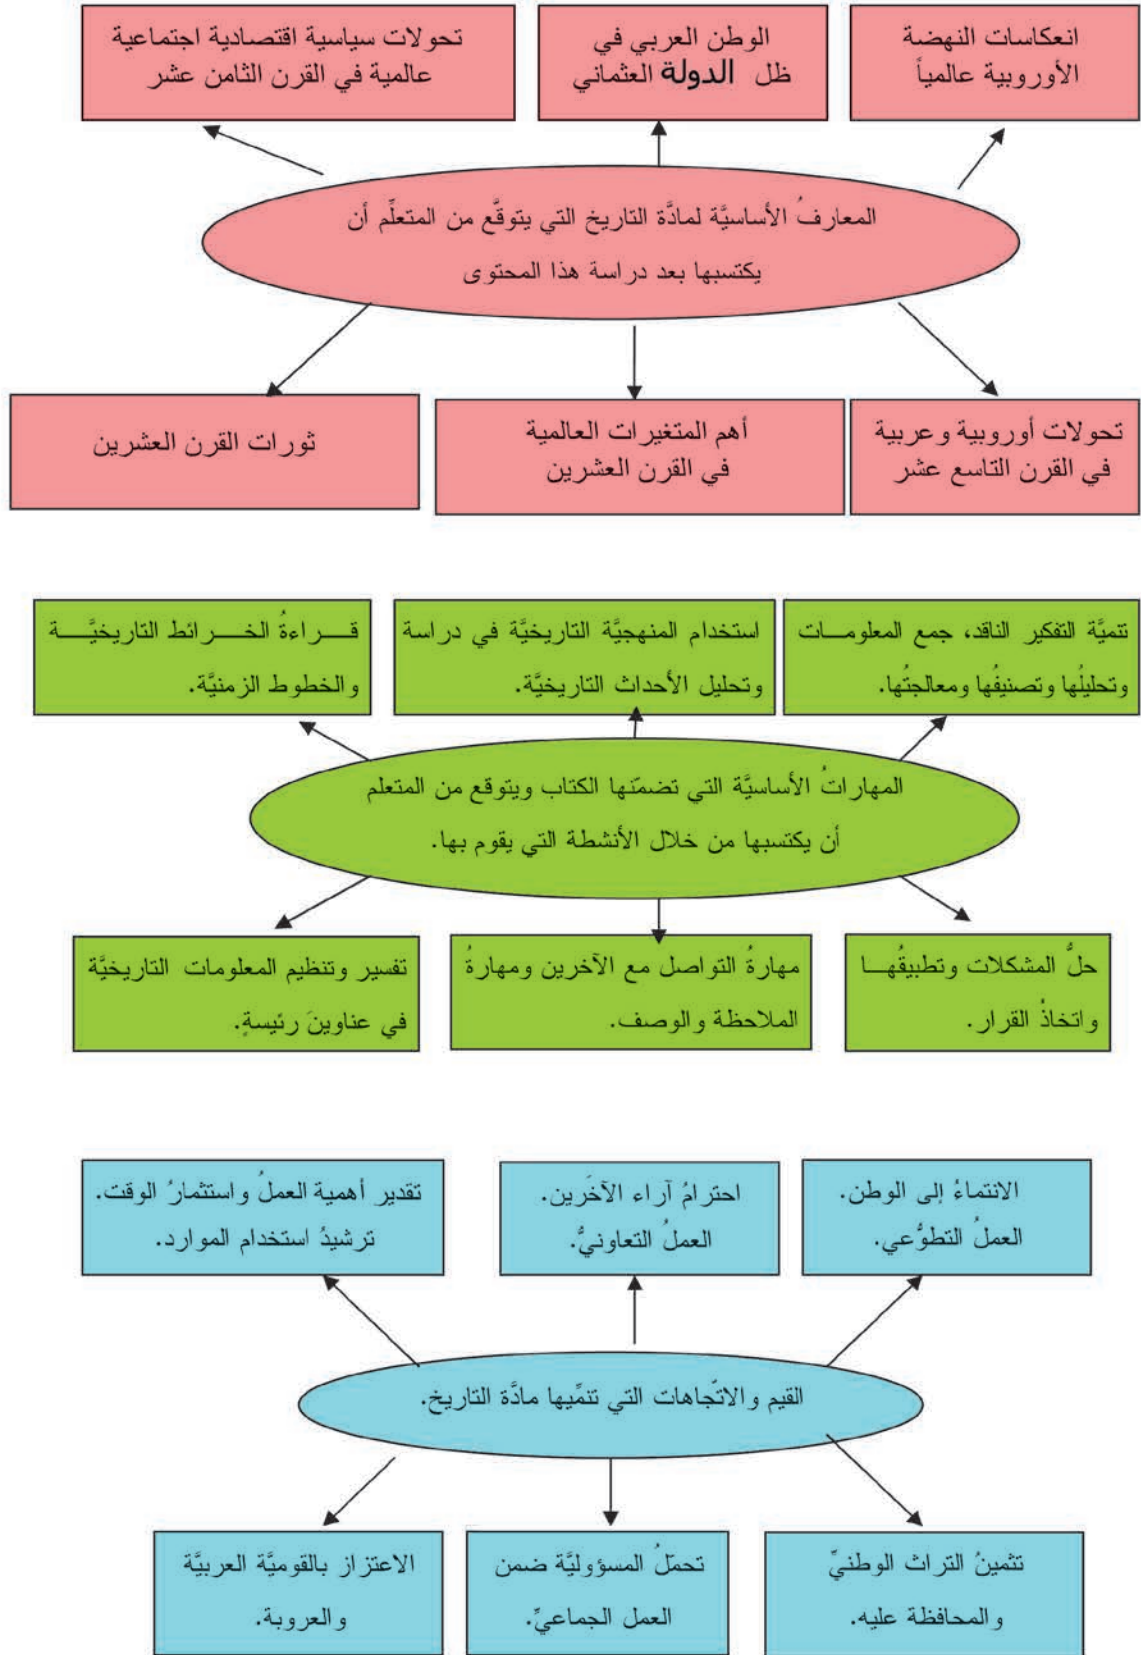 انعكاسات النهضة
الأوروبية عالمياً
الوطن العربي في
ظل الدولة العثماني
تحولات سياسية اقتصادية اجتماعية
عالمية في القرن الثامن عشر
المعارفُ الأساسيَّة لمادَّة التاريخ التي يتوقَّع من المتعلِّم أن
يكتسبها بعد دراسة هذا المحتوى
تحولات أوروبية وعربية
في القرن التاسع عشر
أهم المتغيرات العالمية
في القرن العشرين
ثورات القرن العشرين
تتميَّة التفكير الناقد، جمع المعلومـــات
وتحليلُها وتصنيفُها ومعالجتُها.
استخدام المنهجيَّة التاريخيَّة في دراسة
وتحليل الأحداث التاريخيَّة.
قـــراءةُ الخـــرائط التاريخيَّـــة
والخطوط الزمنيَّة.
المهاراتُ الأساسيَّة التي تضمّنها الكتاب ويتوقع من المتعلم
أن يكتسبها من خلال الأنشطة التي يقوم بها.
حلُّ المشكلات وتطبيقُهـــا
واتخاذُ القرار.
مهارةُ التواصل مع الآخرين ومهارةُ
الملاحظة والوصف.
تفسير وتنظيم المعلومات التاريخيَّة
في عناوينَ رئيسةٍ.
الانتماءُ إلى الوطن.
العملُ التطوُّعي.
احترامُ آراء الآخَرين.
العملُ التعاونيُّ.
تقدير أهمية العملُ واستثمارُ الوقت.
ترشيدُ استخدام الموارد.
القيم والاتّجاهات التي تنمِّيها مادَّة التاريخ.
تثمينُ التراث الوطنيِّ
والمحافظة عليه.
تحمّلُ المسؤوليَّة ضمن
العمل الجماعيِّ.
الاعتزاز بالقوميَّة العربيَّة
والعروبة.